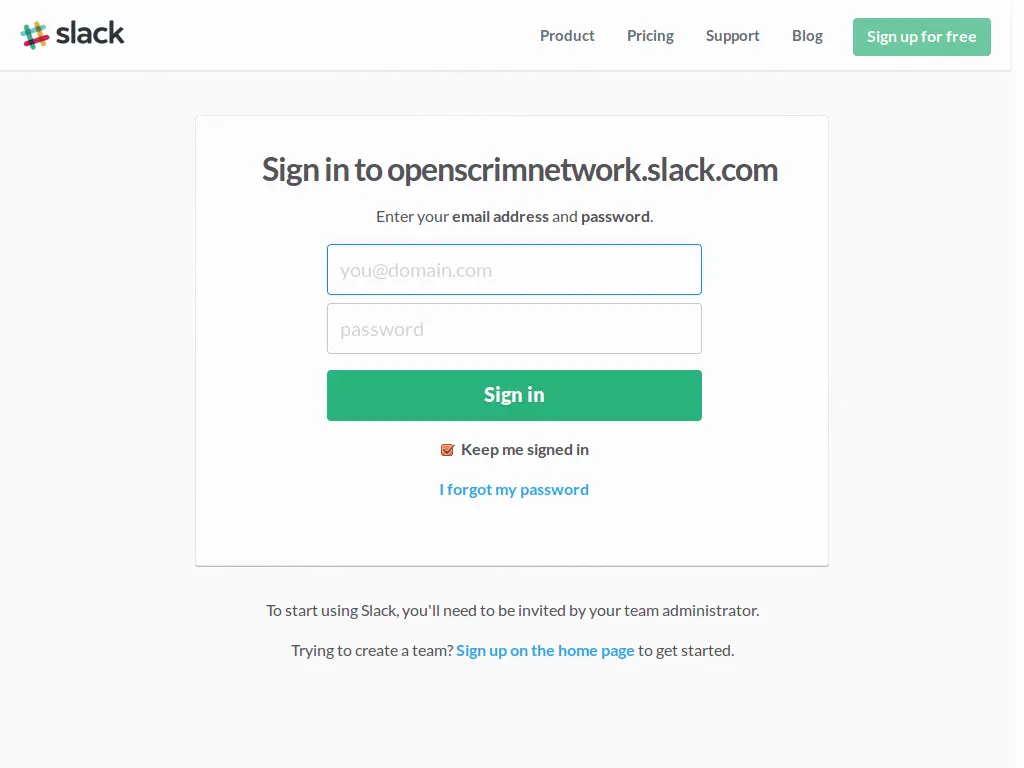 slack
Product Pricing Support Blog Sign up for free
Sign in to openscrimnetwork.slack.com
Enter your email address and password.
you@domain.com
password
Sign in
Keep me signed in
I forgot my password
To start using Slack, you'll need to be invited by your team administrator.
Trying to create a team? Sign up on the home page to get started.